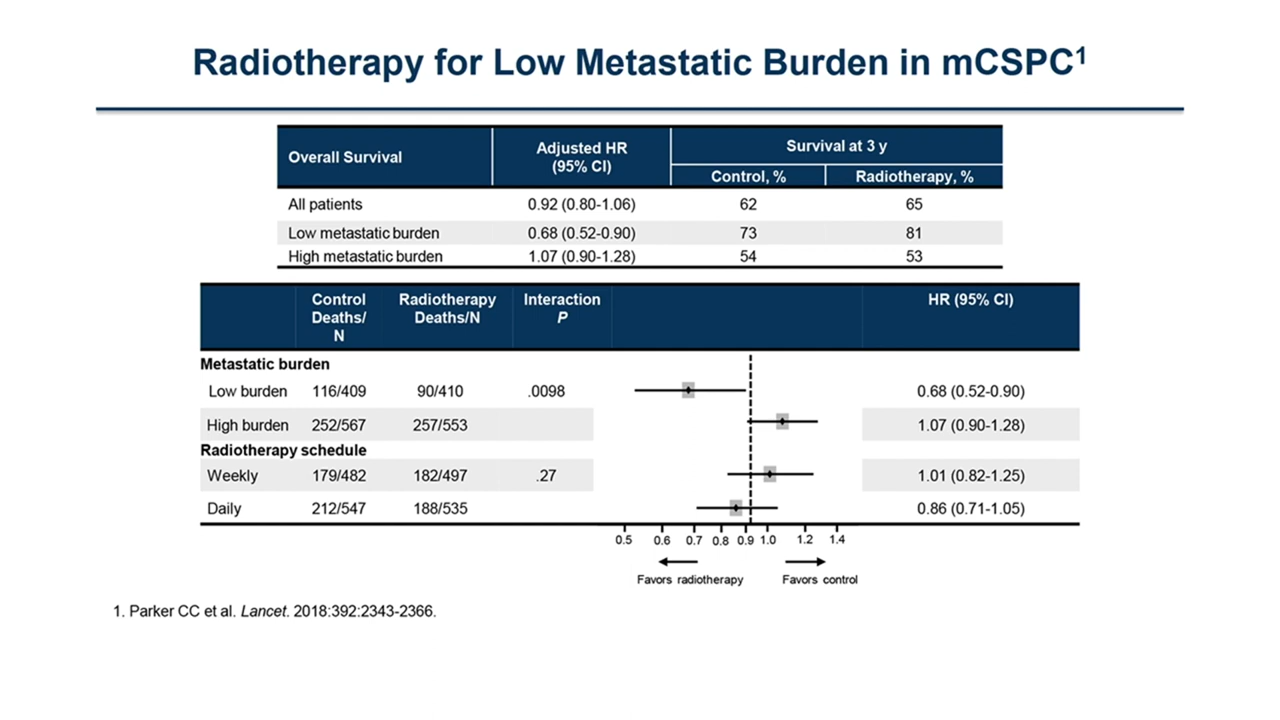 Radiotherapy for Low Metastatic Burden in mCSPC1
Overall Survival Adjusted HR (95% CI) Survival at 3 y
Control, % Radiotherapy, %
All patients 0.92 (0.80-1.06) 62 65
Low metastatic burden 0.68 (0.52-0.90) 73 81
High metastatic burden 1.07 (0.90-1.28) 54 53
Control Deaths/ N Radiotherapy Deaths/N Interaction P HR (95% CI)
Metastatic burden
Low burden 116/409 90/410 .0098 0.68 (0.52-0.90)
High burden 252/567 257/553 1.07 (0.90-1.28)
Radiotherapy schedule
Weekly 179/482 182/497 .27 1.01 (0.82-1.25)
Daily 212/547 188/535 0.86 (0.71-1.05)
0.5 0.6 0.7 0.8 0.9 1.0 1.2 1.4
Favors radiotherapy Favors control
1. Parker CC et al. Lancet. 2018:392:2343-2366.